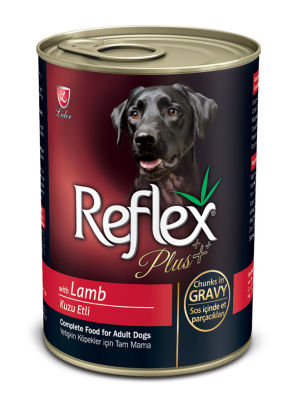 Lider
Reflex
Plus
with Lamb
Kuzu Etli
Complete Food for Adult Dogs
Yetişkin Köpekler için Tam Mama
Chunks in
GRAVY
Sos içinde et
parçacıkları